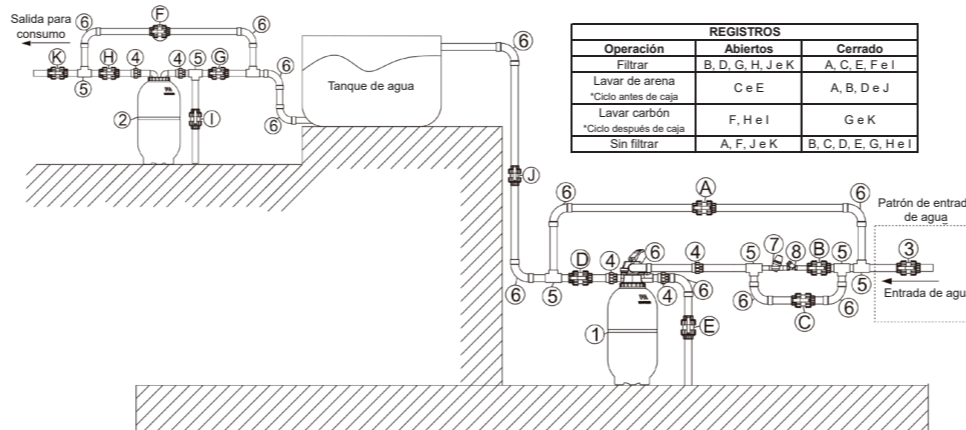 Salida para
consumo
6
F
6
K
H
4
4
5
G
5
2
I
6
6
Tanque de agua
6
J
REGISTROS
Operación Abiertos Cerrado
Filtrar B, D, G, H, J e K A, C, E, F e I
Lavar de arena
*Ciclo antes de caja
C e E A, B, D e J
Lavar carbón
*Ciclo después de caja
F, H e I G e K
Sin filtrar A, F, J e K B, C, D, E, G, H e I
6
A
6
Patrón de entrada
de agua
D
4
6
4
5
7
8
B
5
3
6
5
4
6
5
Entrada de agua
6
C
6
1
E